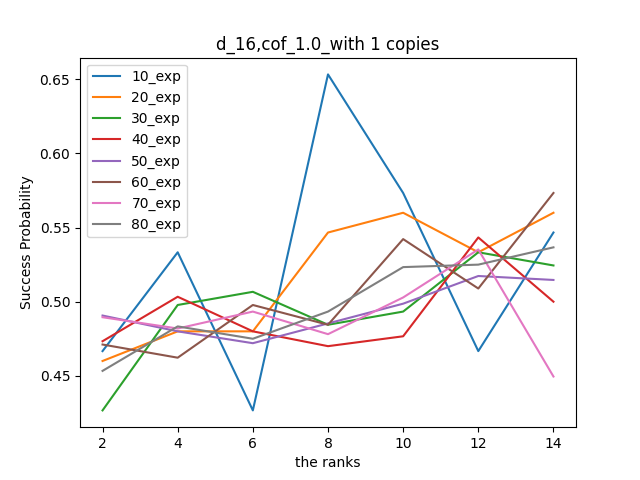 d_16,cof_1.0_with 1 copies
10_exp
20_exp
30_exp
40_exp
50_exp
60_exp
70_exp
80_exp
Success Probability
0.65
0.60
0.55
0.50
0.45
2 4 6 8 10 12 14
the ranks